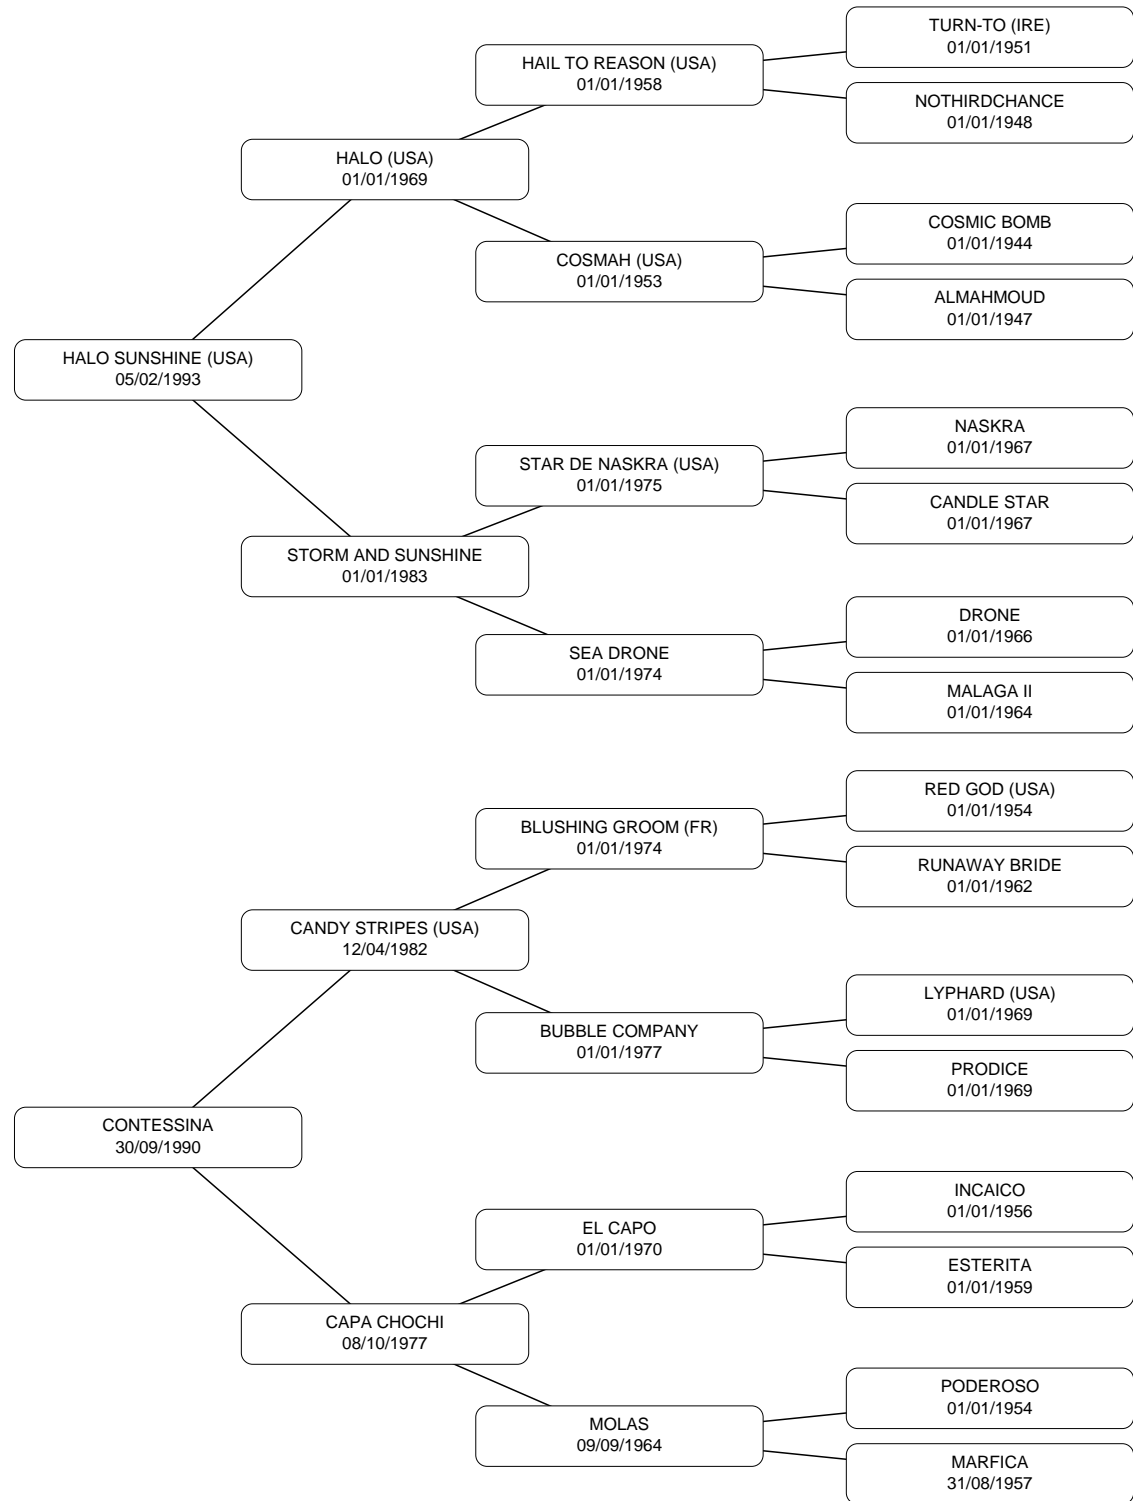 TURN-TO (IRE)
01/01/1951
HAIL TO REASON (USA)
01/01/1958
NOTHIRDCHANCE
01/01/1948
HALO (USA)
01/01/1969
COSMIC BOMB
01/01/1944
COSMAH (USA)
01/01/1953
ALMAHMOUD
01/01/1947
HALO SUNSHINE (USA)
05/02/1993
NASKRA
01/01/1967
STAR DE NASKRA (USA)
01/01/1975
CANDLE STAR
01/01/1967
STORM AND SUNSHINE
01/01/1983
DRONE
01/01/1966
SEA DRONE
01/01/1974
MALAGA II
01/01/1964
RED GOD (USA)
01/01/1954
BLUSHING GROOM (FR)
01/01/1974
RUNAWAY BRIDE
01/01/1962
CANDY STRIPES (USA)
12/04/1982
LYPHARD (USA)
01/01/1969
BUBBLE COMPANY
01/01/1977
PRODICE
01/01/1969
CONTESSINA
30/09/1990
INCAICO
01/01/1956
EL CAPO
01/01/1970
ESTERITA
01/01/1959
CAPA CHOCHI
08/10/1977
PODEROSO
01/01/1954
MOLAS
09/09/1964
MARFICA
31/08/1957